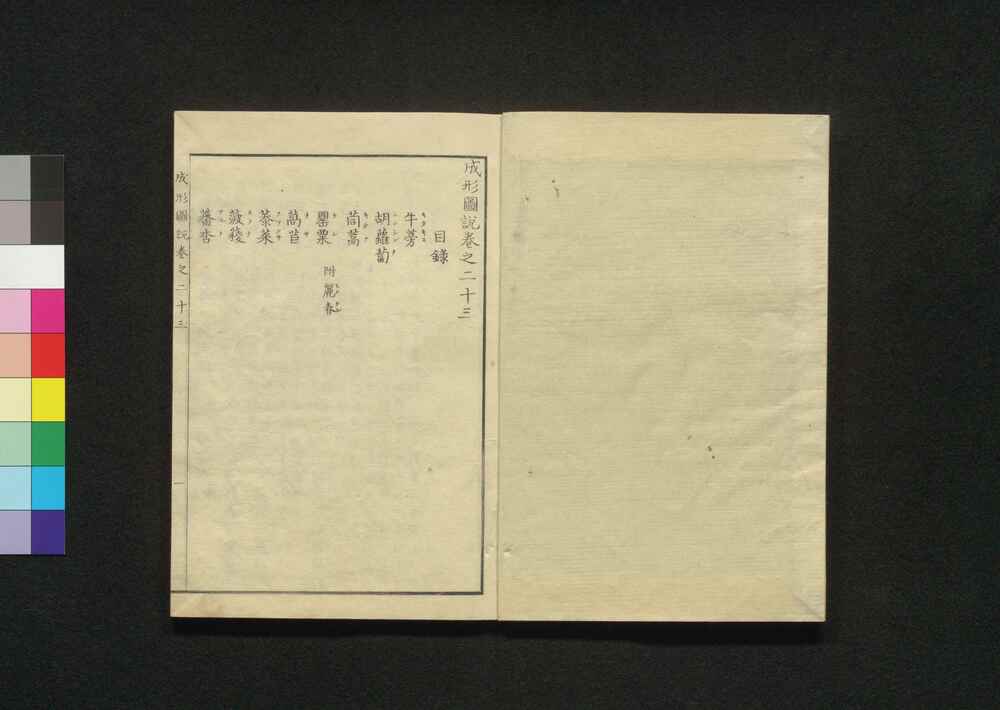 成形圖說卷之二十三
目錄
牛蒡
胡蘿蔔
茼蒿
罌粟 附麗春
萵苣
菾菜
菠薐
蕃杏
成形圖說卷之二十三
一